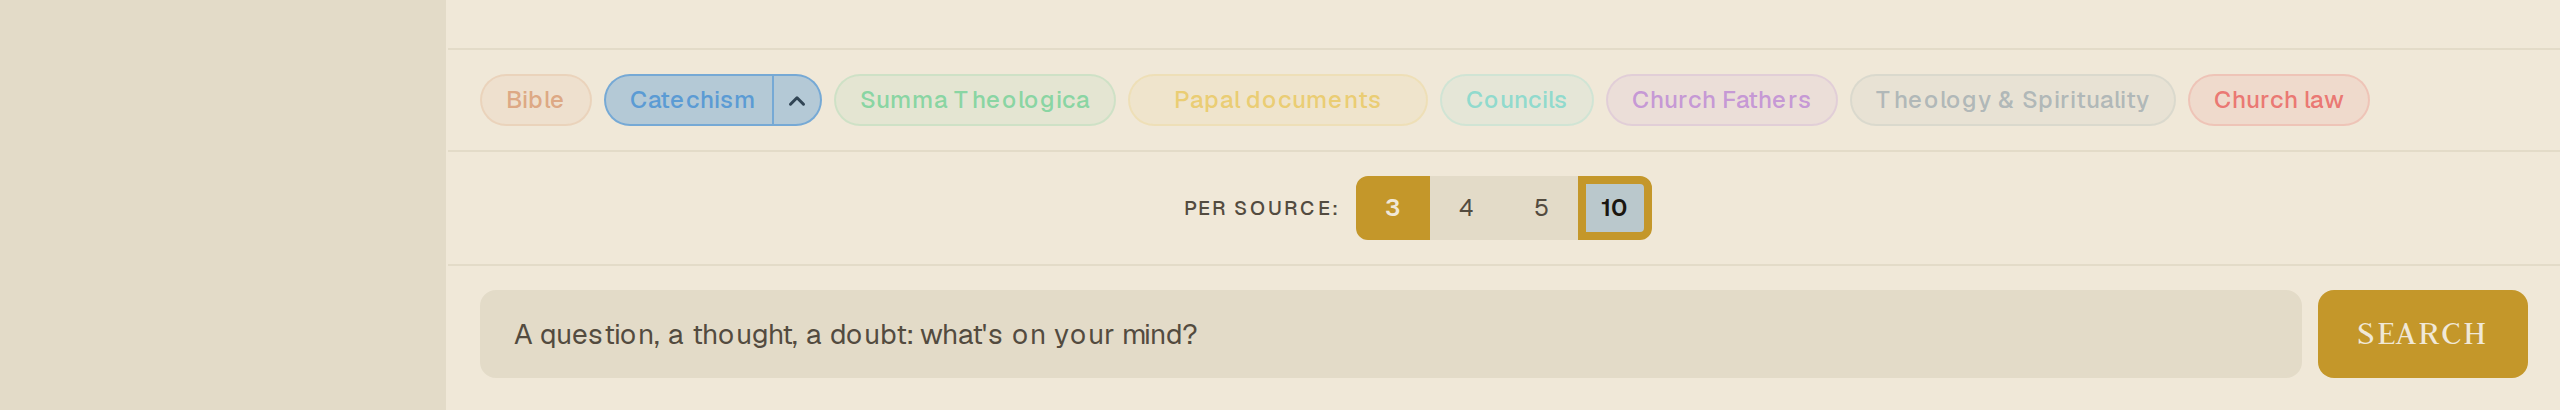 Bible Catechism Summa Theologica Papal documents Councils Church Fathers Theology & Spirituality Church law
PER SOURCE: 3 4 5 10
A question, a thought, a doubt: what's on your mind? SEARCH